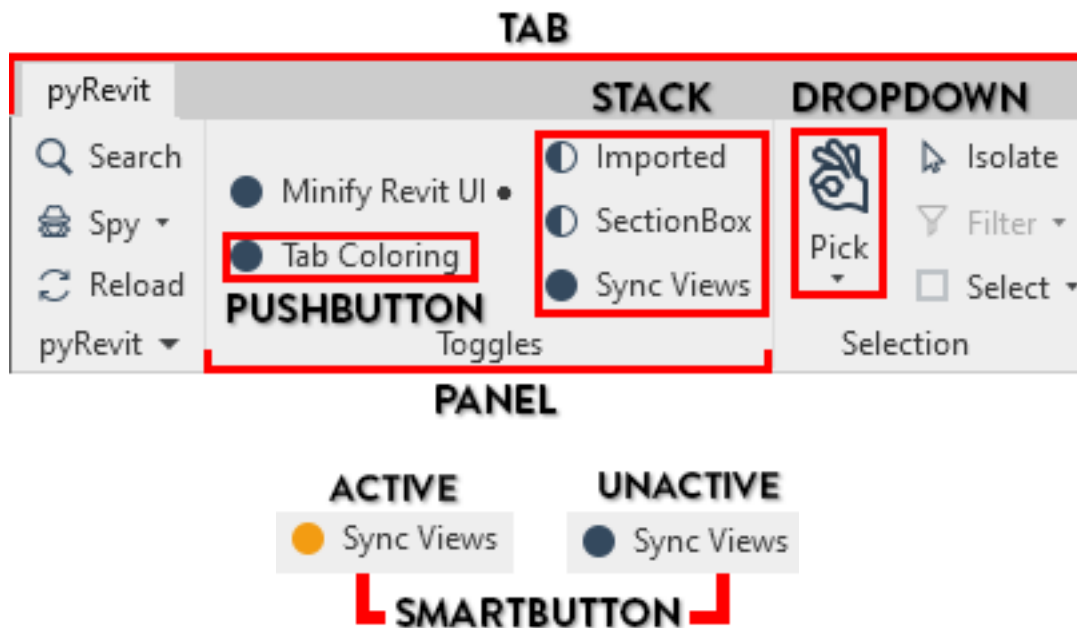 TAB
pyRevit
STACK DROPDOWN
Search
Spy
Reload
pyRevit
Minify Revit UI •
Tab Coloring
PUSHBUTTON
Toggles
Imported
SectionBox
Sync Views
Pick
Isolate
Filter
Select
Selection
PANEL
ACTIVE UNACTIVE
Sync Views Sync Views
SMARTBUTTON